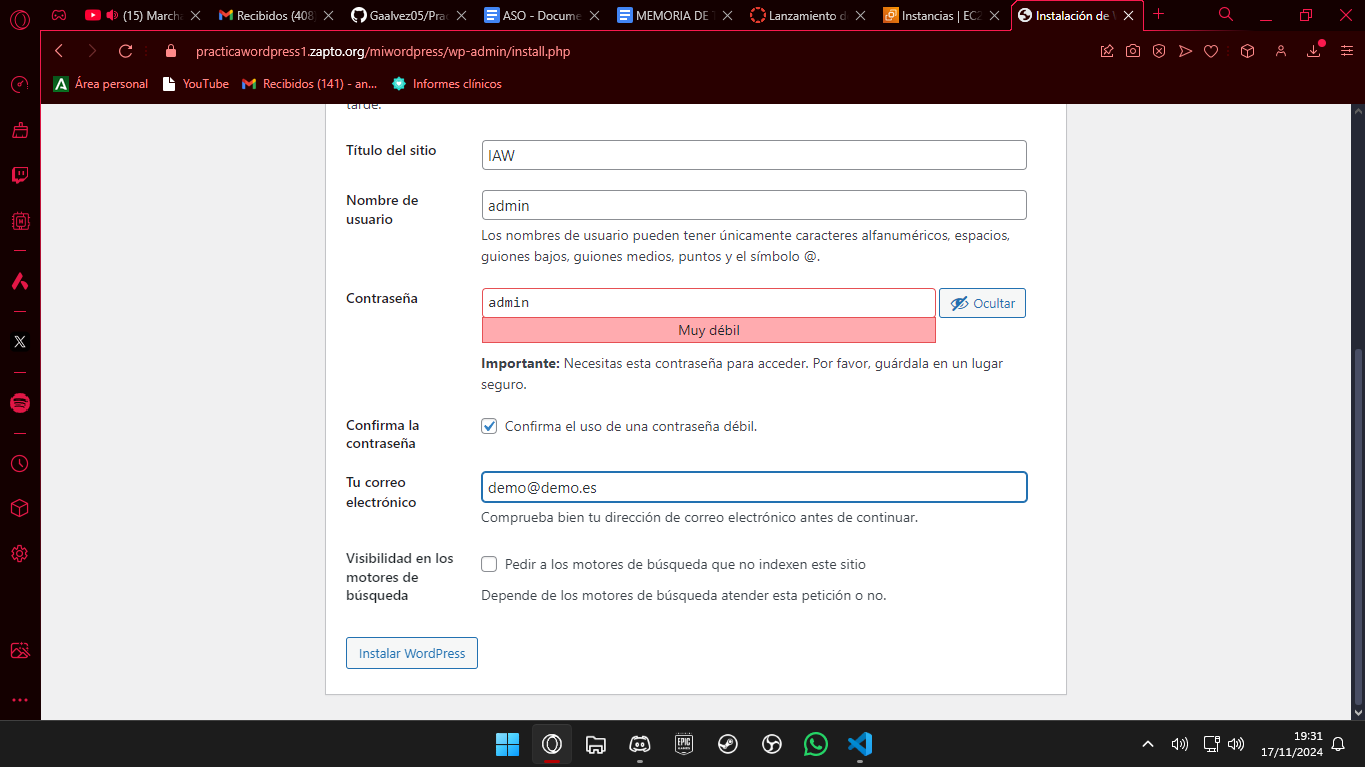 (15) Marcha
Recibidos (408
Gaalvez05/Prac
ASO - Docume
MEMORIA DE
Lanzamiento d
Instancias | EC2
Instalación de W
practicawordpress1.zapto.org/miwordpress/wp-admin/install.php
Área personal
YouTube
Recibidos (141) - an...
Informes clínicos
tarde.
Título del sitio
IAW
Nombre de
usuario
admin
Los nombres de usuario pueden tener únicamente caracteres alfanuméricos, espacios,
guiones bajos, guiones medios, puntos y el símbolo @.
Contraseña
admin
Ocultar
Muy débil
Importante: Necesitas esta contraseña para acceder. Por favor, guárdala en un lugar
seguro.
Confirma la
contraseña
Confirma el uso de una contraseña débil.
Tu correo
electrónico
demo@demo.es
Comprueba bien tu dirección de correo electrónico antes de continuar.
Visibilidad en los
motores de
búsqueda
Pedir a los motores de búsqueda que no indexen este sitio
Depende de los motores de búsqueda atender esta petición o no.
Instalar WordPress
EPIC
GAMES
19:31
17/11/2024